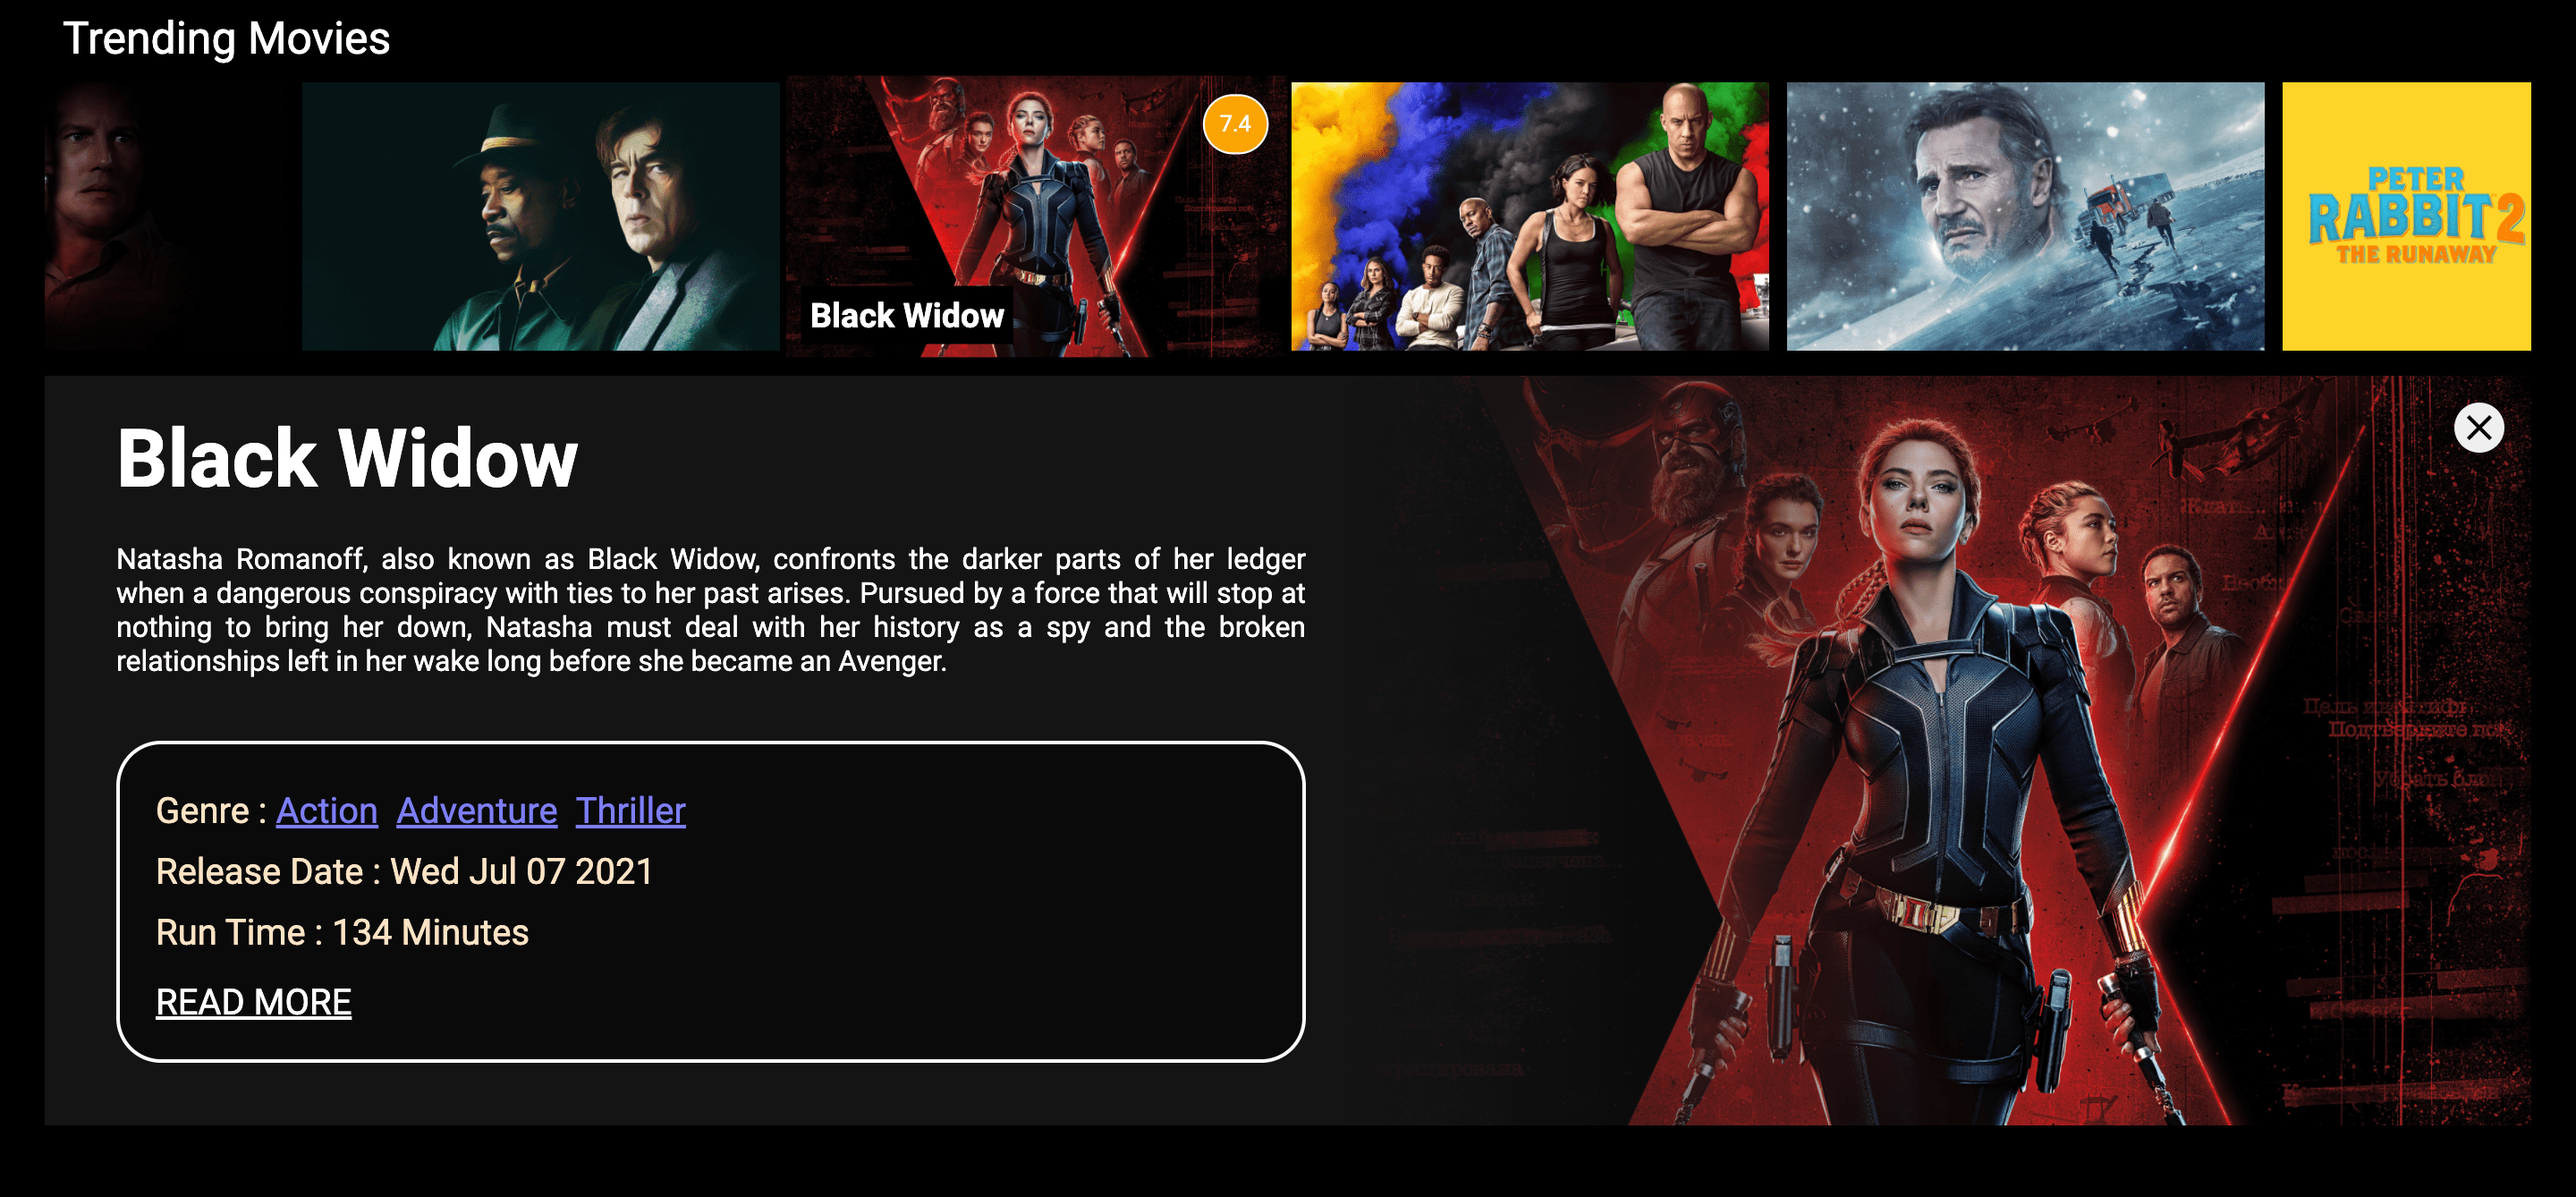 Trending Movies
7.4
Black Widow
PETER
RABBIT 2
THE RUNAWAY
Black Widow
Natasha Romanoff, also known as Black Widow, confronts the darker parts of her ledger
when a dangerous conspiracy with ties to her past arises. Pursued by a force that will stop at
nothing to bring her down, Natasha must deal with her history as a spy and the broken
relationships left in her wake long before she became an Avenger.
Genre : Action Adventure Thriller
Release Date : Wed Jul 07 2021
Run Time : 134 Minutes
READ MORE